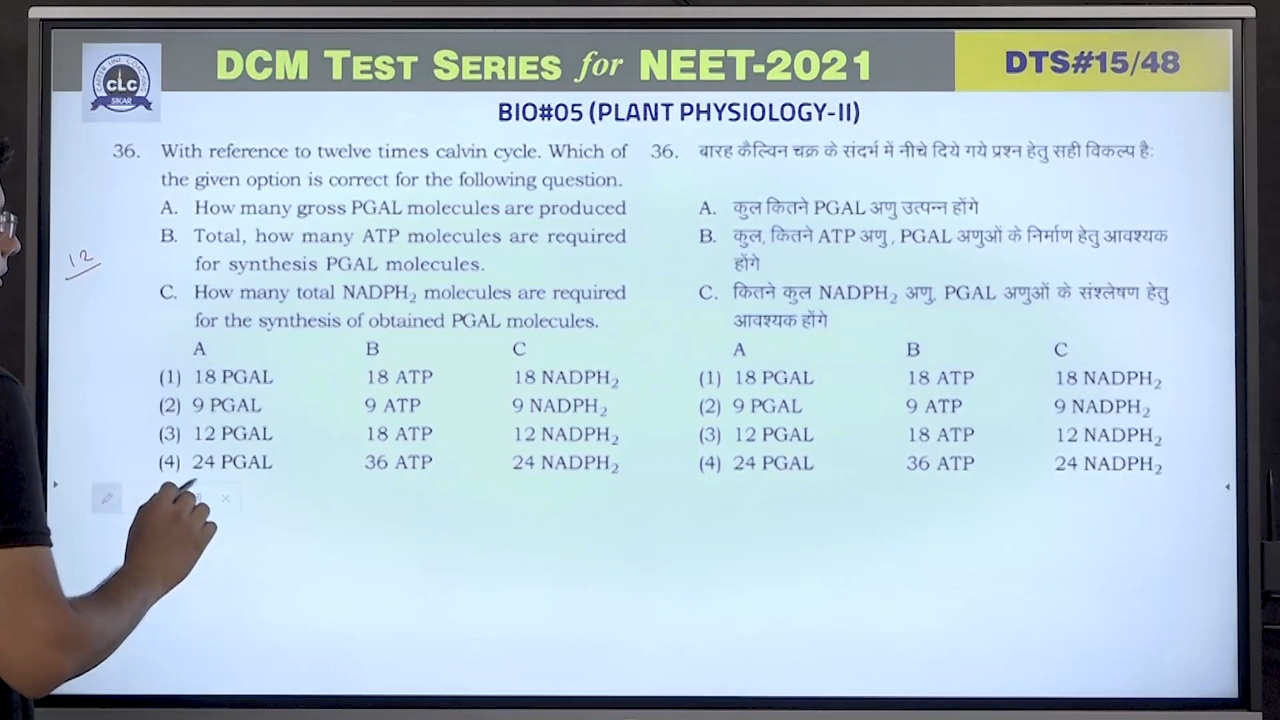 DCM TEST SERIES for NEET-2021
DTS#15/48
CLC
SIKAR
BIO#05 (PLANT PHYSIOLOGY-II)
36. With reference to twelve times calvin cycle. Which of
the given option is correct for the following question.
A. How many gross PGAL molecules are produced
B. Total, how many ATP molecules are required
for synthesis PGAL molecules.
C. How many total NADPH₂ molecules are required
for the synthesis of obtained PGAL molecules.
A B C
(1) 18 PGAL 18 ATP 18 NADPH₂
(2) 9 PGAL 9 ATP 9 NADPH₂
(3) 12 PGAL 18 ATP 12 NADPH₂
(4) 24 PGAL 36 ATP 24 NADPH₂
12
36. बारह कैल्विन चक्र के संदर्भ में नीचे दिये गये प्रश्न हेतु सही विकल्प है:
A. कुल कितने PGAL अणु उत्पन्न होंगे
B. कुल, कितने ATP अणु, PGAL अणुओं के निर्माण हेतु आवश्यक
होंगे
C. कितने कुल NADPH₂ अणु, PGAL अणुओं के संश्लेषण हेतु
आवश्यक होंगे
A B C
(1) 18 PGAL 18 ATP 18 NADPH₂
(2) 9 PGAL 9 ATP 9 NADPH₂
(3) 12 PGAL 18 ATP 12 NADPH₂
(4) 24 PGAL 36 ATP 24 NADPH₂